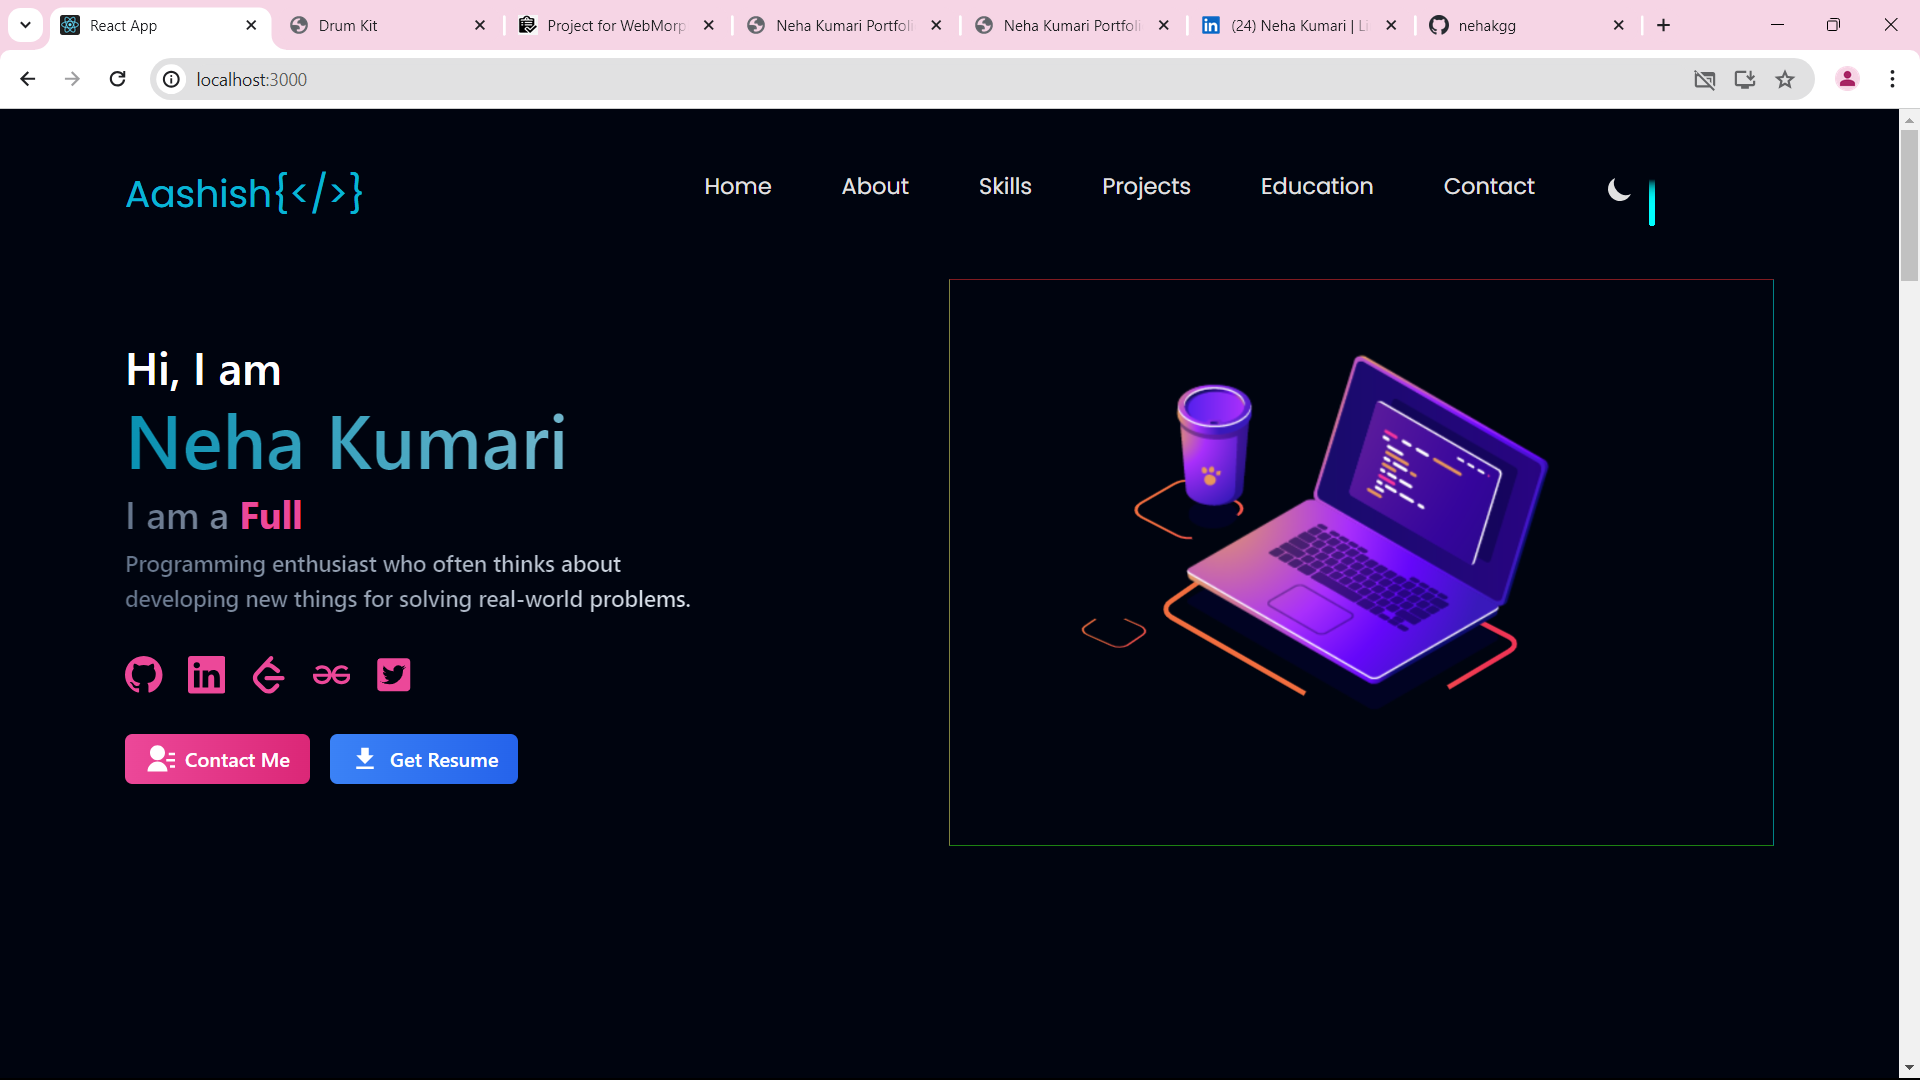 React App
Drum Kit
Project for WebMorp
Neha Kumari Portfoli
Neha Kumari Portfoli
(24) Neha Kumari | Li
nehakgg
localhost:3000
Aashish{</>}
Home
About
Skills
Projects
Education
Contact
Hi, I am
Neha Kumari
I am a Full
Programming enthusiast who often thinks about
developing new things for solving real-world problems.
Contact Me
Get Resume